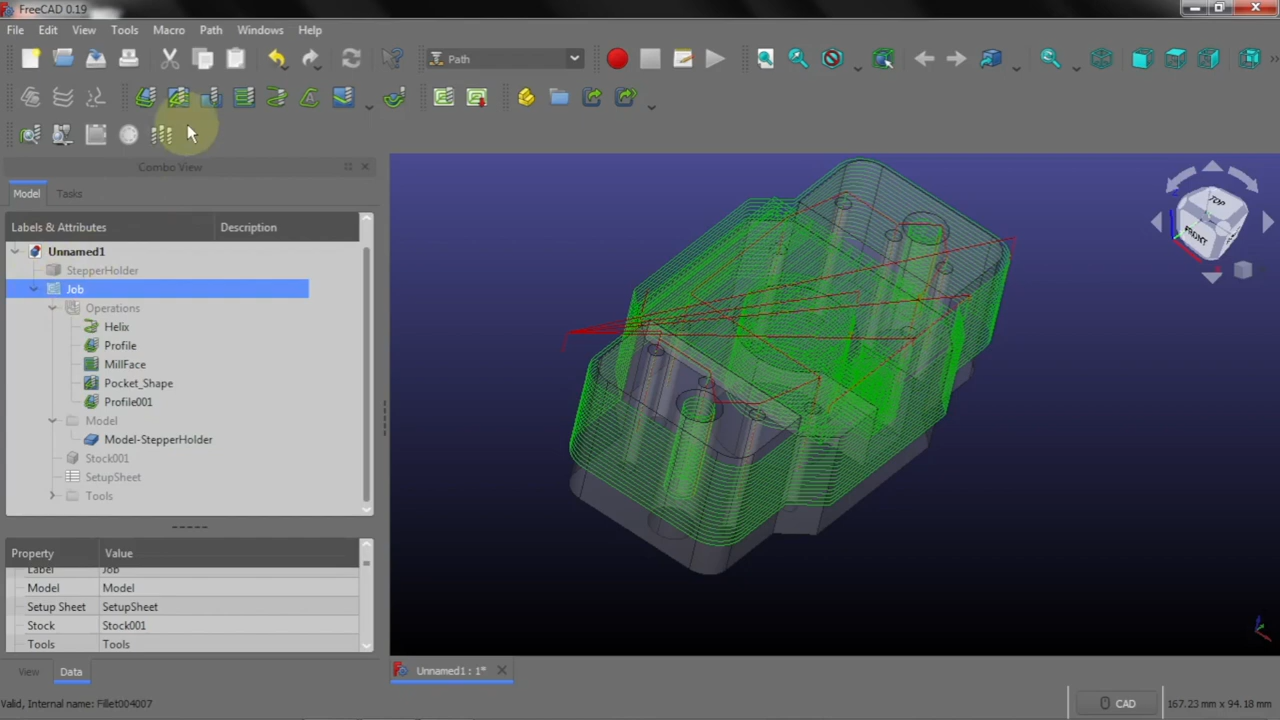 FreeCAD 0.19
File Edit View Tools Macro Path Windows Help
Path
Combo View
Model Tasks
Labels & Attributes Description
Unnamed1
StepperHolder
Job
Operations
Helix
Profile
MillFace
Pocket_Shape
Profile001
Model
Model-StepperHolder
Stock001
SetupSheet
Tools
Property Value
Label Job
Model Model
Setup Sheet SetupSheet
Stock Stock001
Tools Tools
View Data
TOP
FRONT
Unnamed1 : 1*
Valid, Internal name: Fillet004007
CAD
167.23 mm x 94.18 mm